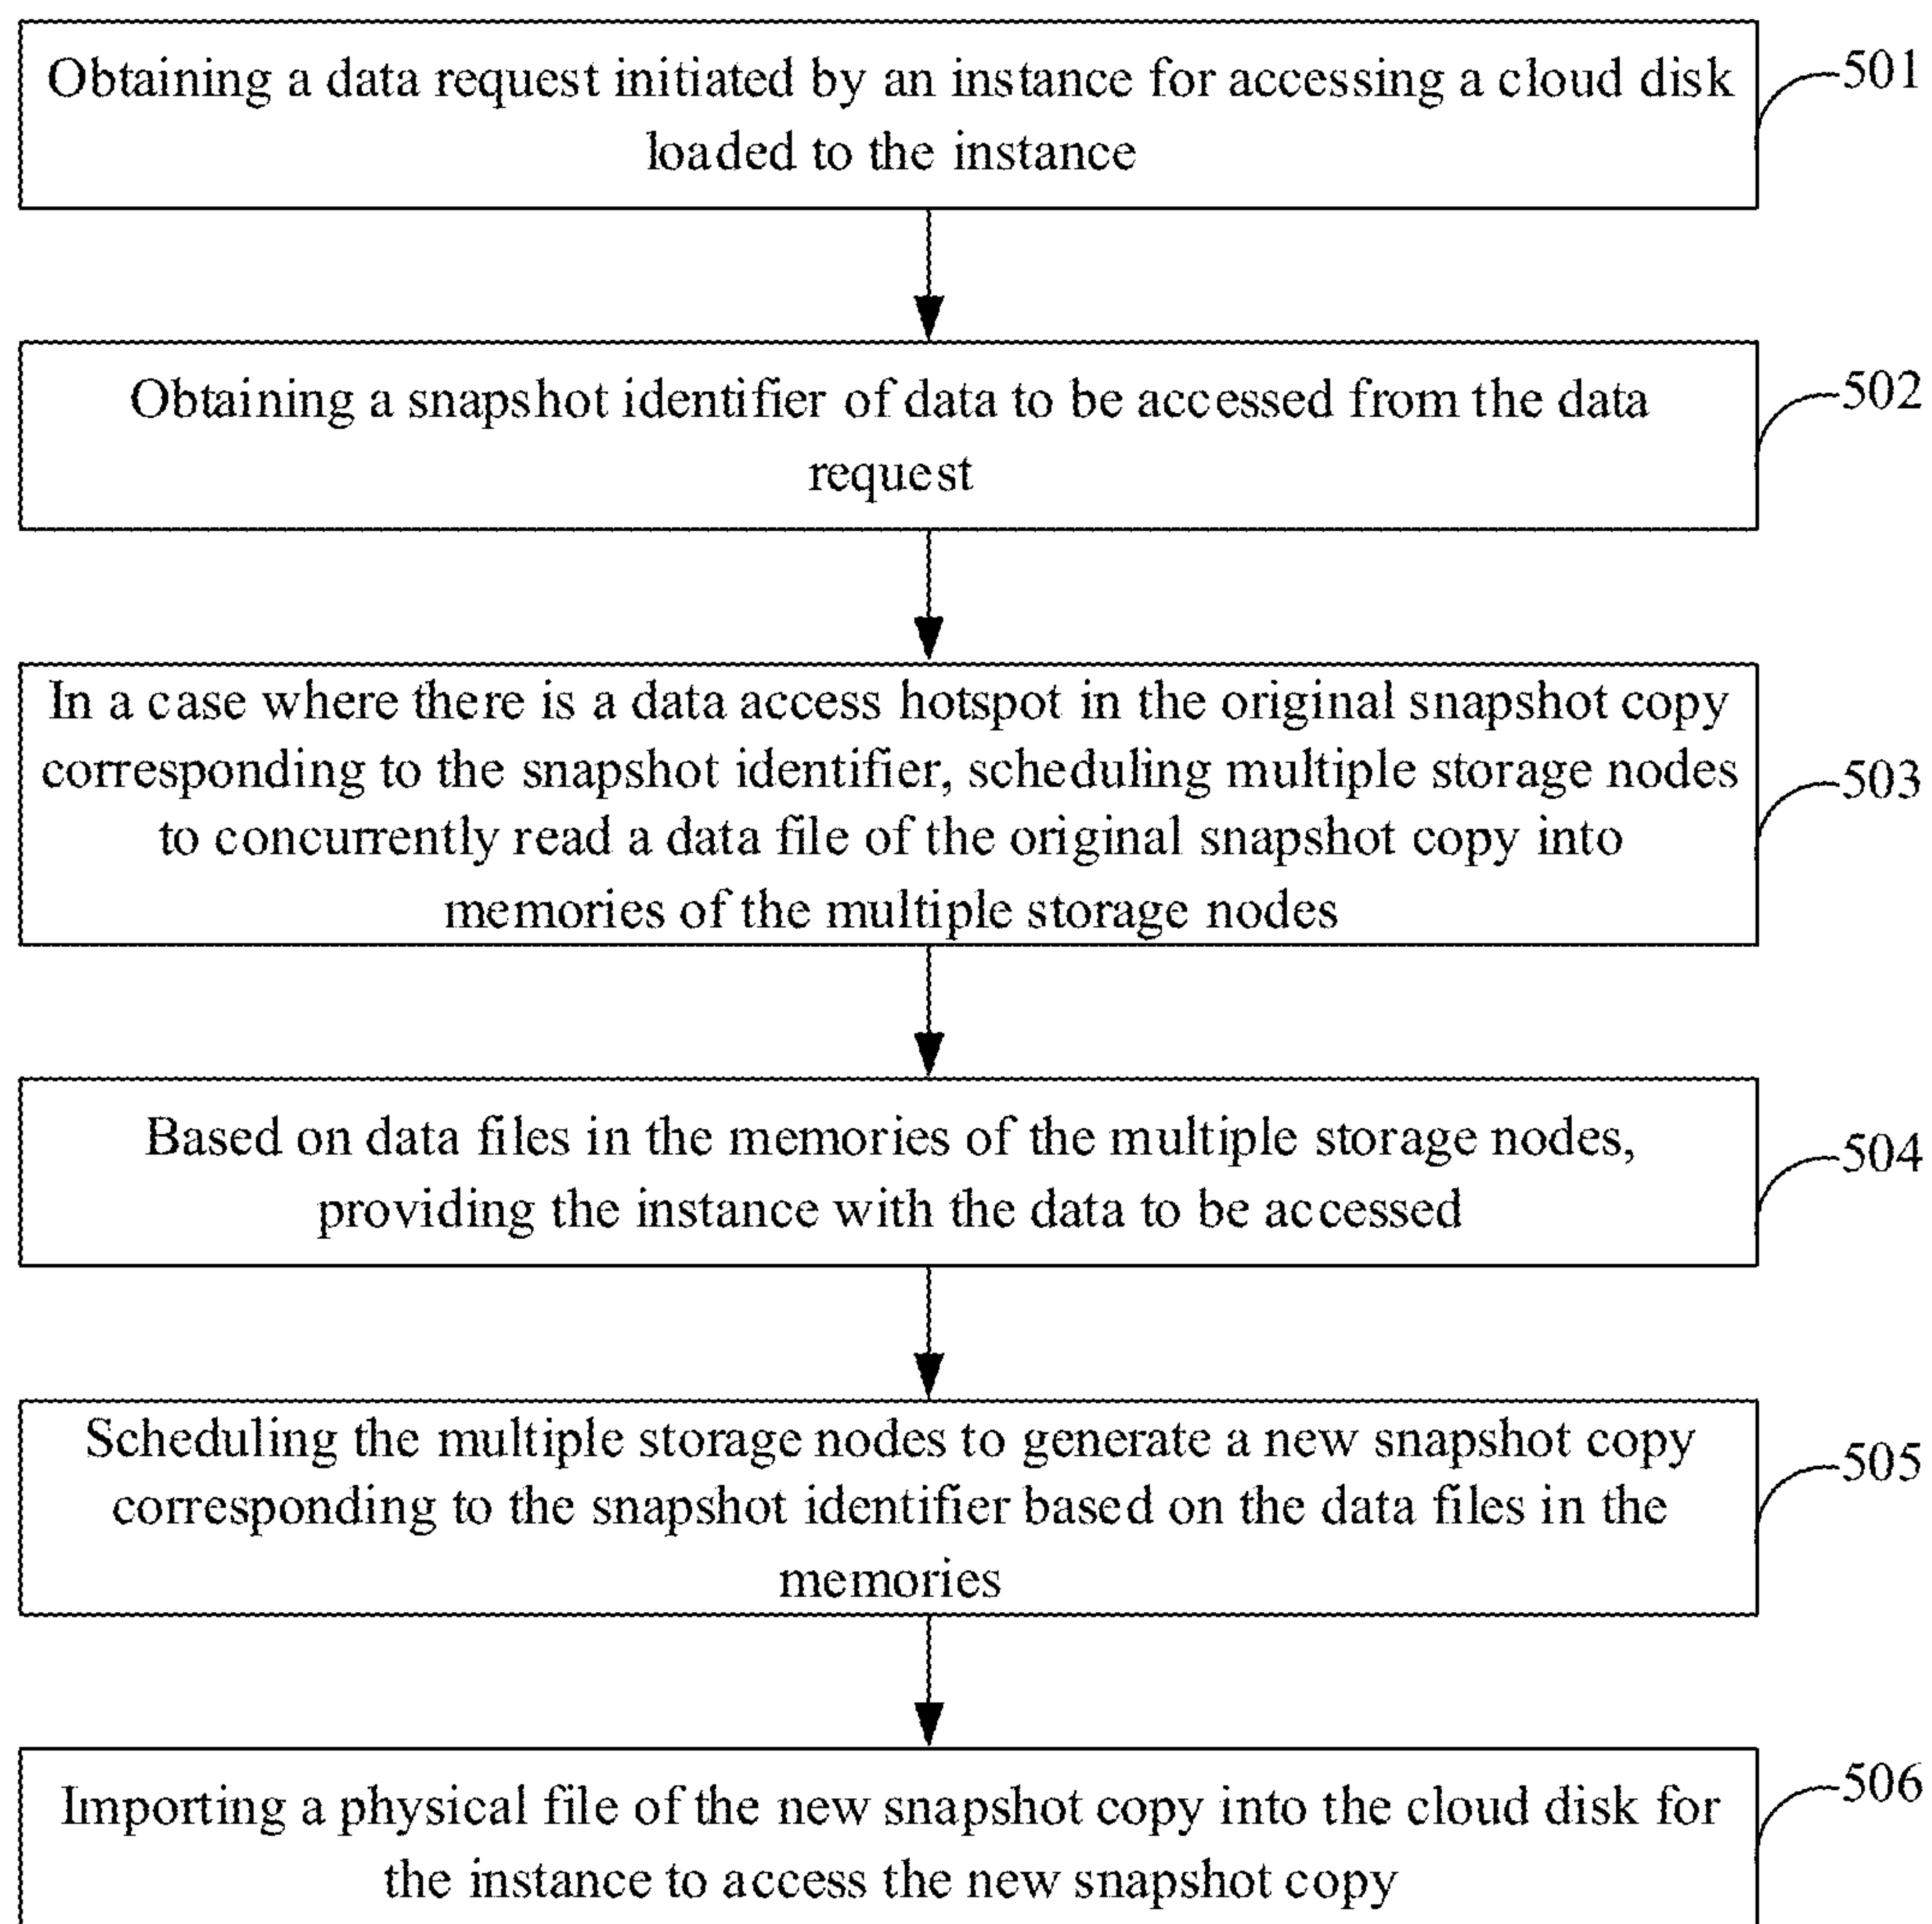 Obtaining a data request initiated by an instance for accessing a cloud disk
loaded to the instance
501
Obtaining a snapshot identifier of data to be accessed from the data
request
502
In a case where there is a data access hotspot in the original snapshot copy
corresponding to the snapshot identifier, scheduling multiple storage nodes
to concurrently read a data file of the original snapshot copy into
memories of the multiple storage nodes
503
Based on data files in the memories of the multiple storage nodes,
providing the instance with the data to be accessed
504
Scheduling the multiple storage nodes to generate a new snapshot copy
corresponding to the snapshot identifier based on the data files in the
memories
505
Importing a physical file of the new snapshot copy into the cloud disk for
the instance to access the new snapshot copy
506